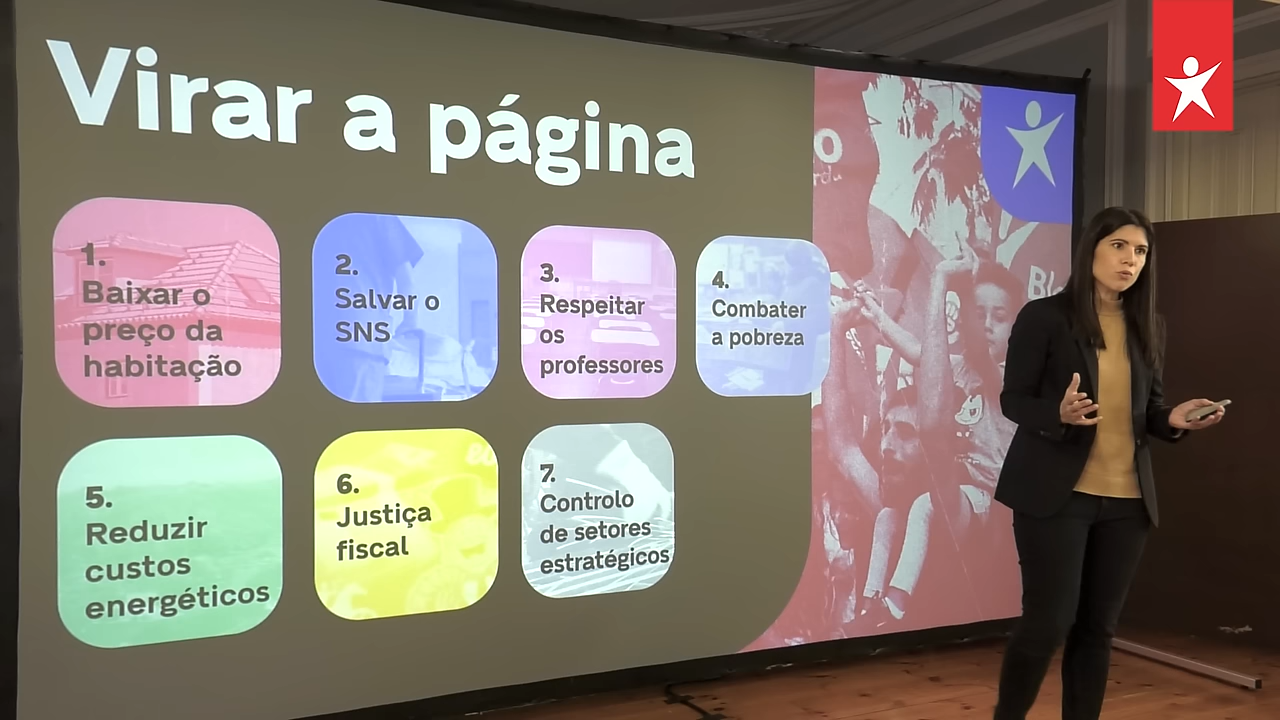 Virar a página
1.
Baixar o
preço da
habitação
2.
Salvar o
SNS
3.
Respeitar
os
professores
4.
Combater
a pobreza
5.
Reduzir
custos
energéticos
6.
Justiça
fiscal
7.
Controlo
de setores
estratégicos